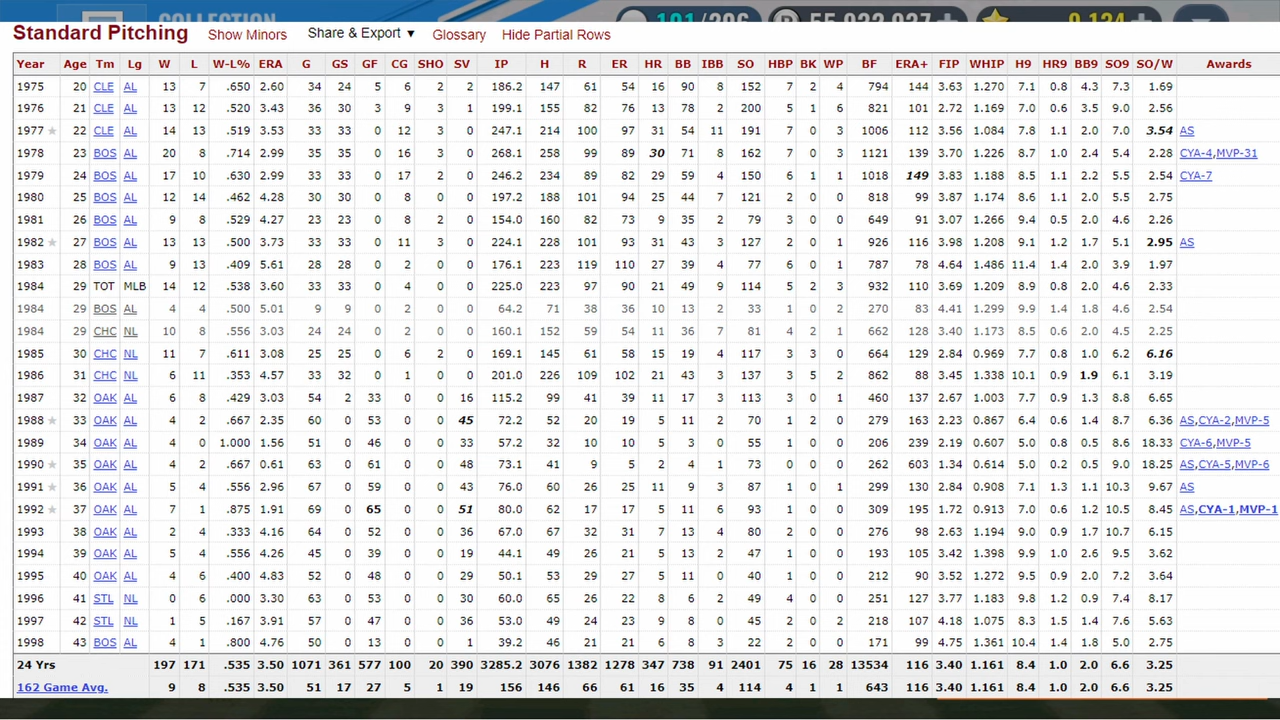 COLLECTION
Standard Pitching Show Minors Share & Export ▼ Glossary Hide Partial Rows
Year Age Tm Lg W L W-L% ERA G GS GF CG SHO SV IP H R ER HR BB IBB SO HBP BK WP BF ERA+ FIP WHIP H9 HR9 BB9 SO9 SO/W Awards
1975 20 CLE AL 13 7 .650 2.60 34 24 5 6 2 2 186.2 147 61 54 16 90 8 152 7 2 4 794 144 3.63 1.270 7.1 0.8 4.3 7.3 1.69
1976 21 CLE AL 13 12 .520 3.43 36 30 3 9 3 1 199.1 155 82 76 13 78 2 200 5 1 6 821 101 2.72 1.169 7.0 0.6 3.5 9.0 2.56
1977 ★ 22 CLE AL 14 13 .519 3.53 33 33 0 12 3 0 247.1 214 100 97 31 54 11 191 7 0 3 1006 112 3.56 1.084 7.8 1.1 2.0 7.0 3.54 AS
1978 23 BOS AL 20 8 .714 2.99 35 35 0 16 3 0 268.1 258 99 89 30 71 8 162 7 0 3 1121 139 3.70 1.226 8.7 1.0 2.4 5.4 2.28 CYA-4,MVP-31
1979 24 BOS AL 17 10 .630 2.99 33 33 0 17 2 0 246.2 234 89 82 29 59 4 150 6 0 1 1018 149 3.83 1.188 8.5 1.1 2.2 5.5 2.54 CYA-7
1980 25 BOS AL 12 14 .462 4.28 30 30 0 8 0 0 197.2 188 101 94 25 44 7 121 2 0 0 818 99 3.87 1.174 8.6 1.1 2.0 5.5 2.75
1981 26 BOS AL 9 8 .529 4.27 23 23 0 8 2 0 154.0 160 82 73 9 35 2 79 3 0 0 649 91 3.07 1.266 9.4 0.5 2.0 4.6 2.26
1982 ★ 27 BOS AL 13 13 .500 3.73 33 33 0 11 3 0 224.1 228 101 93 31 43 3 127 2 0 1 926 116 3.98 1.208 9.1 1.2 1.7 5.1 2.95 AS
1983 28 BOS AL 9 13 .409 5.61 28 28 0 2 0 0 176.1 223 119 110 27 39 4 77 6 0 1 787 78 4.64 1.486 11.4 1.4 2.0 3.9 1.97
1984 29 TOT MLB 14 12 .538 3.60 33 33 0 4 0 0 225.0 223 97 90 21 49 9 114 5 2 3 932 110 3.69 1.209 8.9 0.8 2.0 4.6 2.33
1984 29 BOS AL 4 4 .500 5.01 9 9 0 2 0 0 64.2 71 38 36 10 13 2 33 1 0 2 270 83 4.41 1.299 9.9 1.4 1.8 4.6 2.54
1984 29 CHC NL 10 8 .556 3.03 24 24 0 2 0 0 160.1 152 59 54 11 36 7 81 4 2 1 662 128 3.40 1.173 8.5 0.6 2.0 4.5 2.25
1985 30 CHC NL 11 7 .611 3.08 25 25 0 6 2 0 169.1 145 61 58 15 19 4 117 3 3 0 664 129 2.84 0.969 7.7 0.8 1.0 6.2 6.16
1986 31 CHC NL 6 11 .353 4.57 33 32 0 1 0 0 201.0 226 109 102 21 43 3 137 3 5 2 862 88 3.45 1.338 10.1 0.9 1.9 6.1 3.19
1987 32 OAK AL 6 8 .429 3.03 54 2 33 0 0 16 115.2 99 41 39 11 17 3 113 3 1 1 460 137 2.67 1.003 7.7 0.9 1.3 8.8 6.65
1988 ★ 33 OAK AL 4 2 .667 2.35 60 0 53 0 0 45 72.2 52 20 19 5 11 2 70 1 2 0 279 163 2.23 0.867 6.4 0.6 1.4 8.7 6.36 AS,CYA-2,MVP-5
1989 34 OAK AL 4 0 1.000 1.56 51 0 46 0 0 33 57.2 32 10 10 5 3 0 55 1 0 0 206 239 2.19 0.607 5.0 0.8 0.5 8.6 18.33 CYA-6,MVP-5
1990 ★ 35 OAK AL 4 2 .667 0.61 63 0 61 0 0 48 73.1 41 9 5 2 4 1 73 0 0 0 262 603 1.34 0.614 5.0 0.2 0.5 9.0 18.25 AS,CYA-5,MVP-6
1991 ★ 36 OAK AL 5 4 .556 2.96 67 0 59 0 0 43 76.0 60 26 25 11 9 3 87 1 0 1 299 130 2.84 0.908 7.1 1.3 1.1 10.3 9.67 AS
1992 ★ 37 OAK AL 7 1 .875 1.91 69 0 65 0 0 51 80.0 62 17 17 5 11 6 93 1 0 0 309 195 1.72 0.913 7.0 0.6 1.2 10.5 8.45 AS,CYA-1,MVP-1
1993 38 OAK AL 2 4 .333 4.16 64 0 52 0 0 36 67.0 67 32 31 7 13 4 80 2 0 0 276 98 2.63 1.194 9.0 0.9 1.7 10.7 6.15
1994 39 OAK AL 5 4 .556 4.26 45 0 39 0 0 19 44.1 49 26 21 5 13 2 47 1 0 0 193 105 3.42 1.398 9.9 1.0 2.6 9.5 3.62
1995 40 OAK AL 4 6 .400 4.83 52 0 48 0 0 29 50.1 53 29 27 5 11 0 40 1 0 0 212 90 3.52 1.272 9.5 0.9 2.0 7.2 3.64
1996 41 STL NL 0 6 .000 3.30 63 0 53 0 0 30 60.0 65 26 22 8 6 2 49 4 0 0 251 127 3.77 1.183 9.8 1.2 0.9 7.4 8.17
1997 42 STL NL 1 5 .167 3.91 57 0 47 0 0 36 53.0 49 24 23 9 8 0 45 2 0 2 218 107 4.18 1.075 8.3 1.5 1.4 7.6 5.63
1998 43 BOS AL 4 1 .800 4.76 50 0 13 0 0 1 39.2 46 21 21 6 8 3 22 2 0 0 171 99 4.75 1.361 10.4 1.4 1.8 5.0 2.75
24 Yrs 197 171 .535 3.50 1071 361 577 100 20 390 3285.2 3076 1382 1278 347 738 91 2401 75 16 28 13534 116 3.40 1.161 8.4 1.0 2.0 6.6 3.25
162 Game Avg. 9 8 .535 3.50 51 17 27 5 1 19 156 146 66 61 16 35 4 114 4 1 1 643 116 3.40 1.161 8.4 1.0 2.0 6.6 3.25